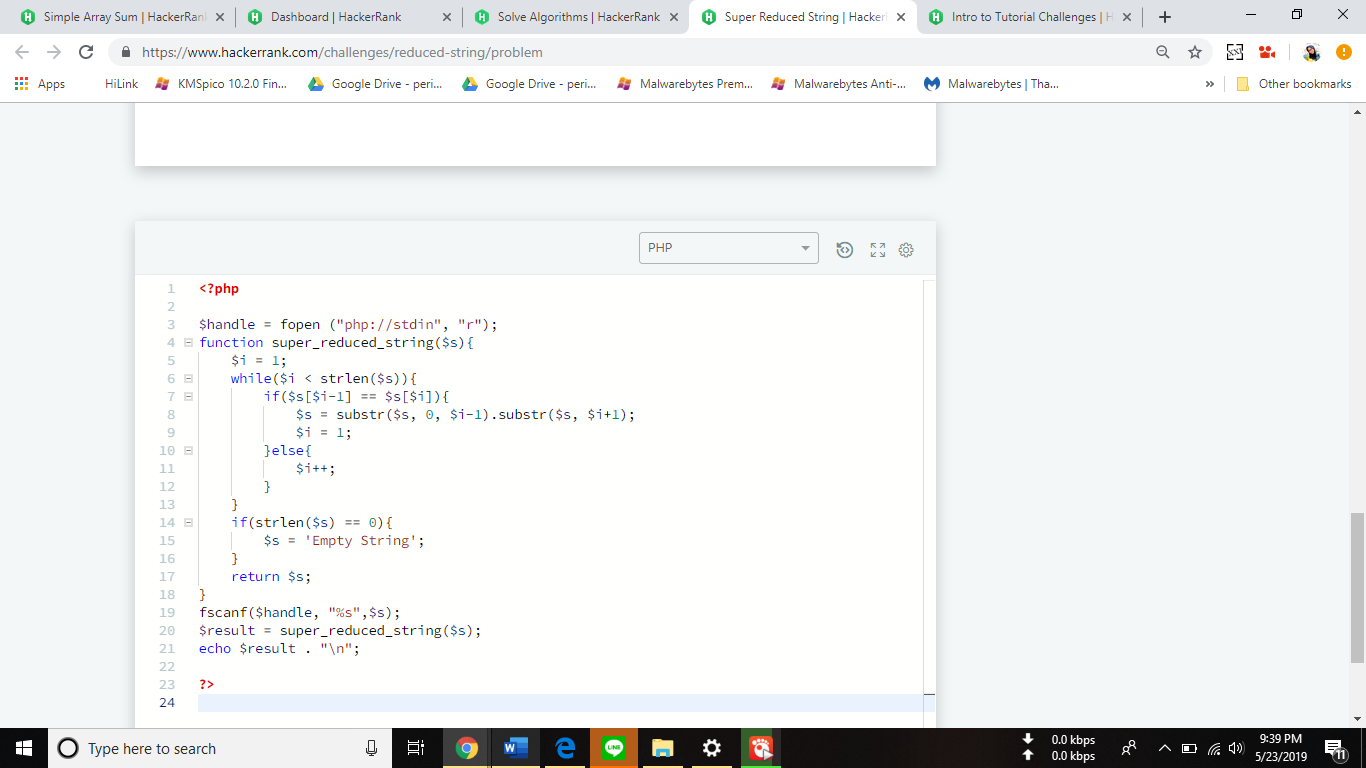 Simple Array Sum | HackerRan
Dashboard | HackerRank
Solve Algorithms | HackerRank
Super Reduced String | Hacker
Intro to Tutorial Challenges | H
https://www.hackerrank.com/challenges/reduced-string/problem
Apps
HiLink
KMSpico 10.2.0 Fin...
Google Drive - peri...
Google Drive - peri...
Malwarebytes Prem...
Malwarebytes Anti-...
Malwarebytes | Tha...
»
Other bookmarks
PHP
1 <?php
2
3 $handle = fopen ("php://stdin", "r");
4 function super_reduced_string($s){
5 $i = 1;
6 while($i < strlen($s)){
7 if($s[$i-1] == $s[$i]){
8 $s = substr($s, 0, $i-1).substr($s, $i+1);
9 $i = 1;
10 }else{
11 $i++;
12 }
13 }
14 if(strlen($s) == 0){
15 $s = 'Empty String';
16 }
17 return $s;
18 }
19 fscanf($handle, "%s",$s);
20 $result = super_reduced_string($s);
21 echo $result . "\n";
22
23 ?>
24
Type here to search
LINE
0.0 kbps
0.0 kbps
9:39 PM
5/23/2019
11